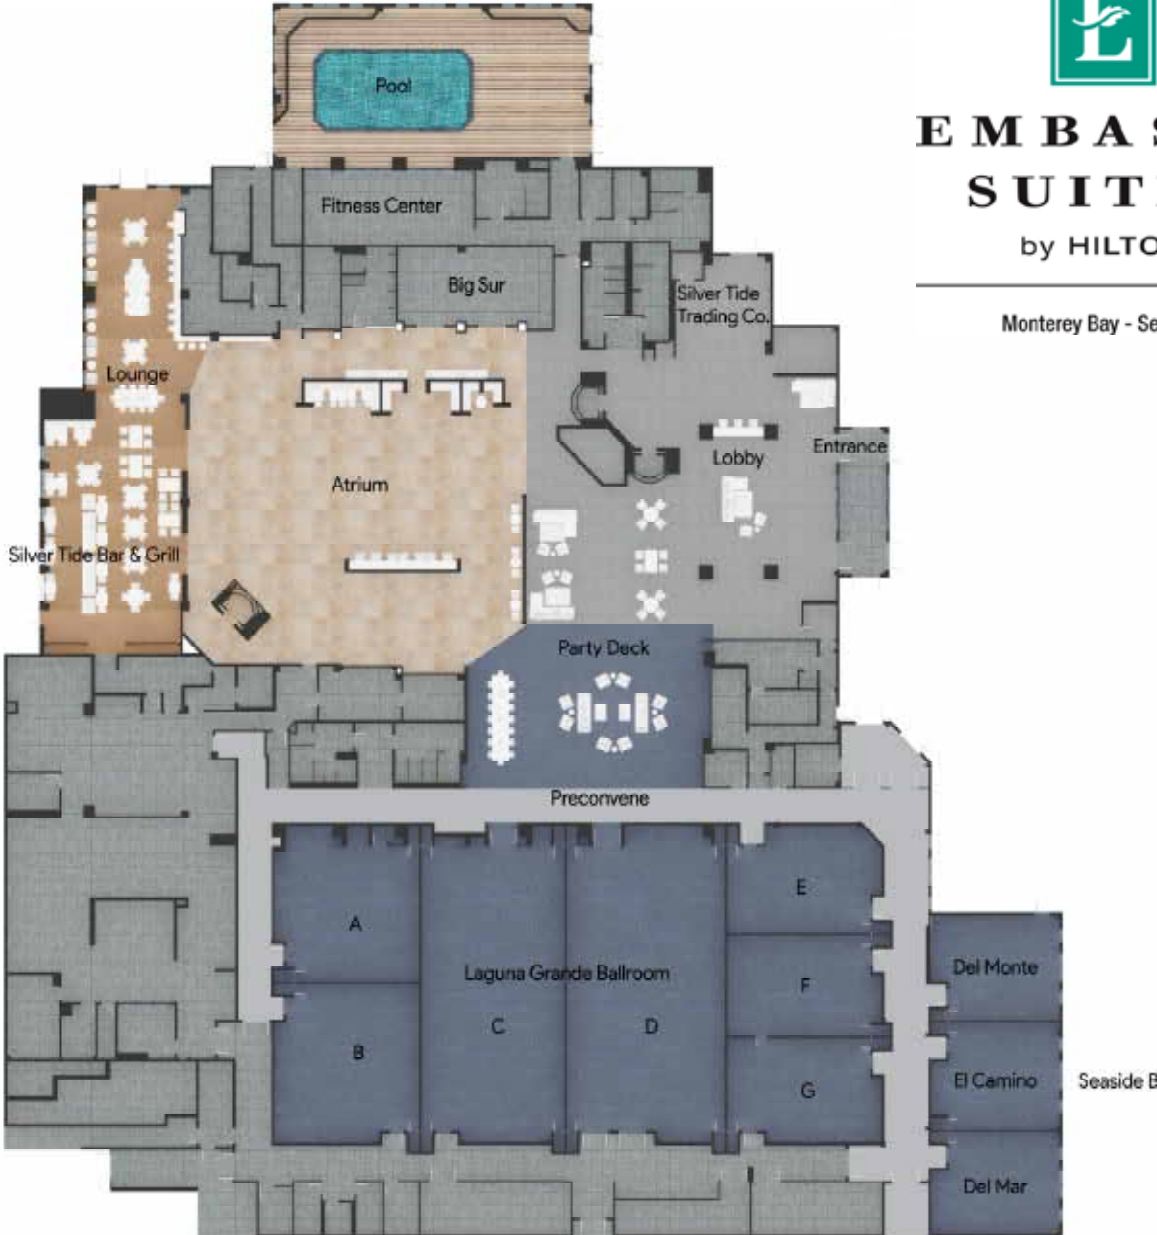 Pool
EMBAS
SUIT
by HILTO
Monterey Bay - Se
Fitness Center
Big Sur
Silver Tide
Trading Co.
Lounge
Entrance
Lobby
Atrium
Silver Tide Bar & Grill
Party Deck
Preconvene
E
A
Laguna Grande Ballroom
Del Monte
F
C
D
B
El Camino
Seaside B
G
Del Mar